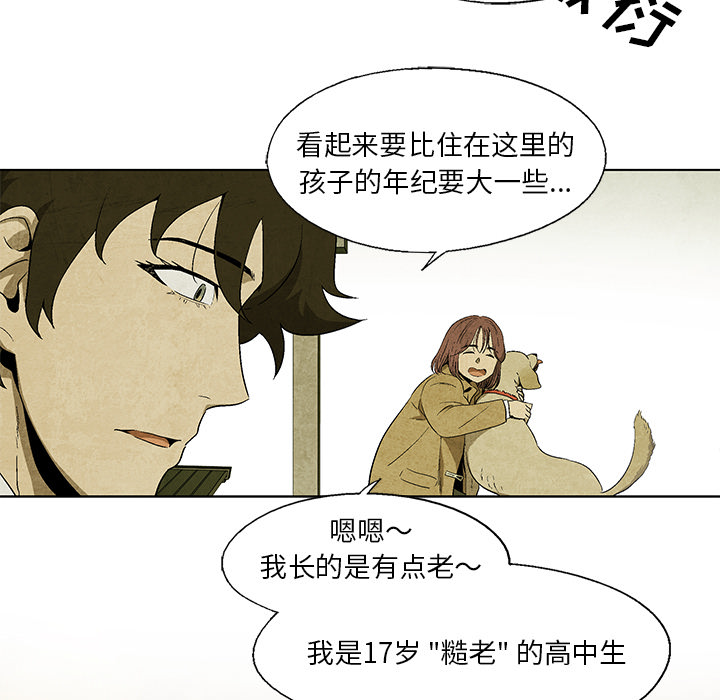 衍
看起来要比住在这里的
孩子的年纪要大一些...
嗯嗯～
我长的是有点老～
我是17岁 "糙老" 的高中生